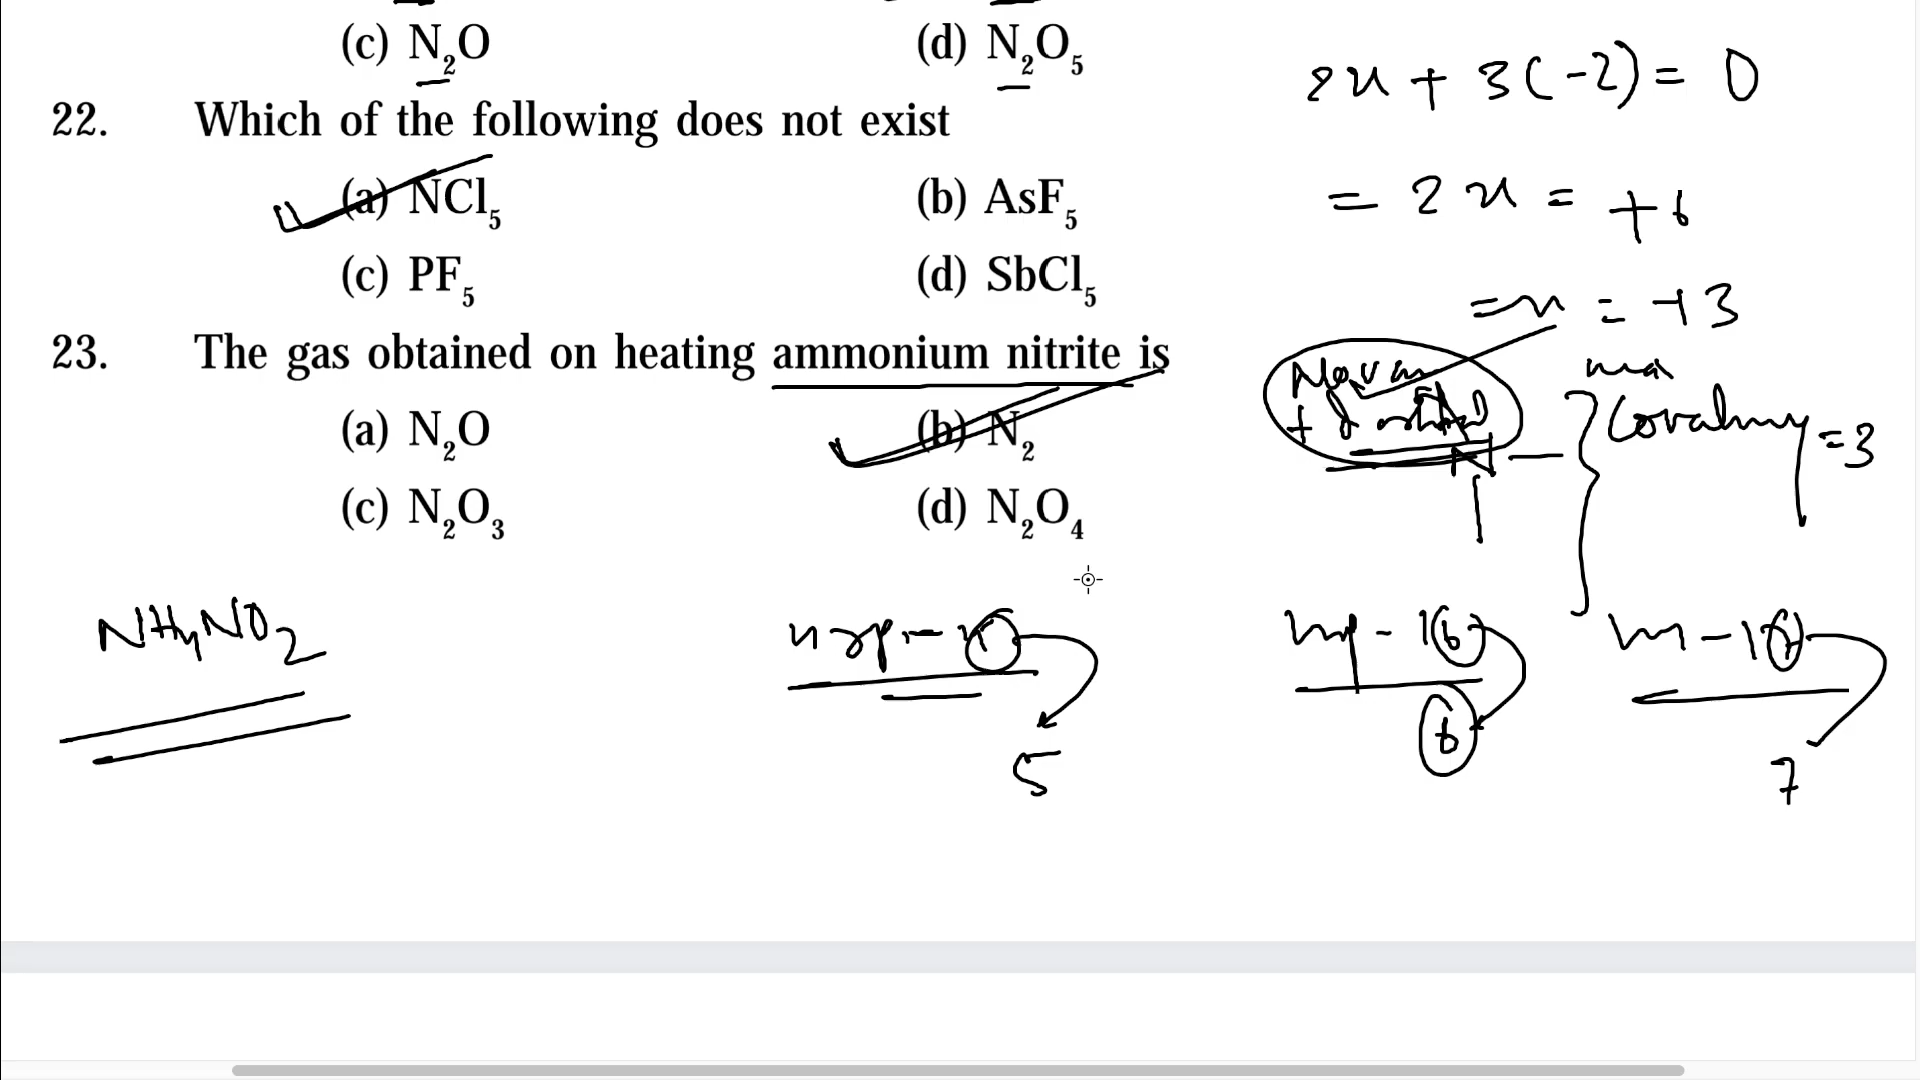 (c) N₂O (d) N₂O₅
22. Which of the following does not exist
(a) NCl₅ (b) AsF₅
(c) PF₅ (d) SbCl₅
23. The gas obtained on heating ammonium nitrite is
(a) N₂O (b) N₂
(c) N₂O₃ (d) N₂O₄
NH₄NO₂
2x + 3(-2) = 0
= 2x = +6
= x = +3
max
Covalency = 3
N
5
6
7